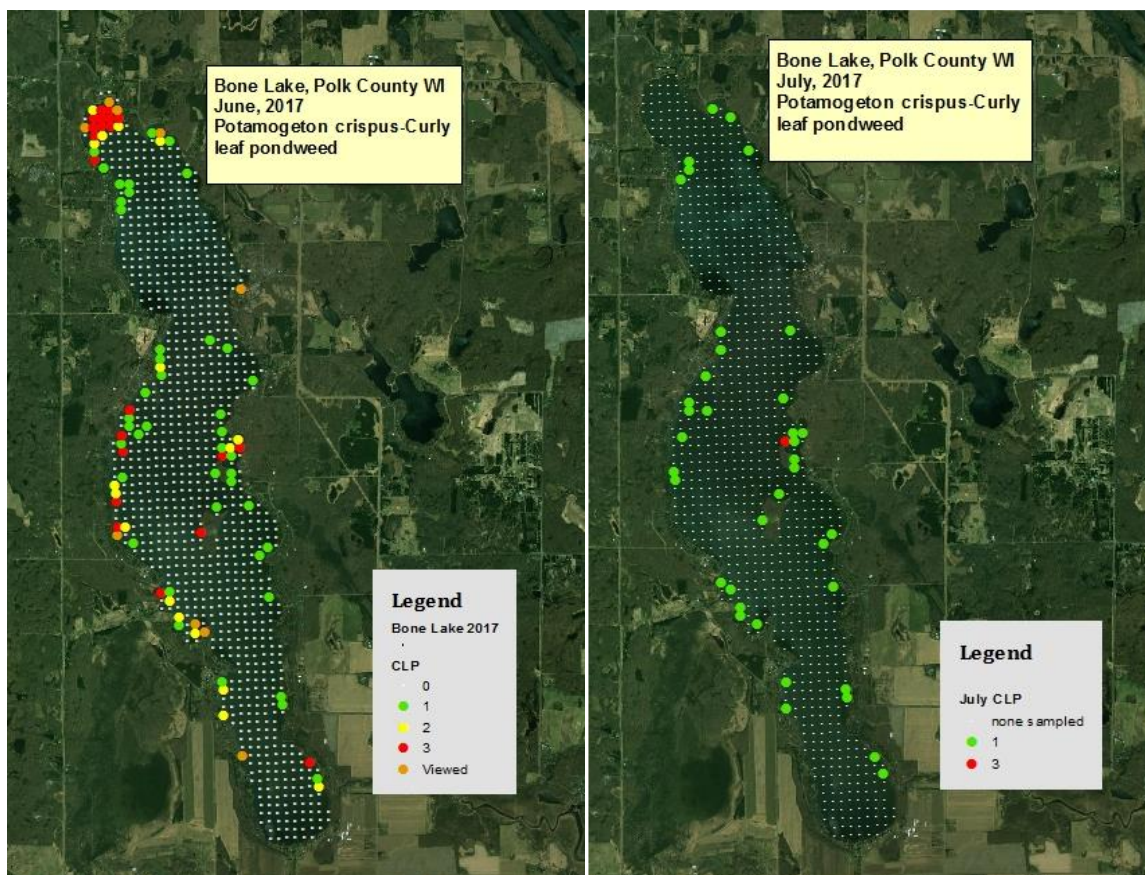 Bone Lake, Polk County WI
June, 2017
Potamogeton crispus-Curly
leaf pondweed
Legend
Bone Lake 2017
CLP
0
1
2
3
Viewed
Bone Lake, Polk County WI
July, 2017
Potamogeton crispus-Curly
leaf pondweed
Legend
July CLP
none sampled
1
3